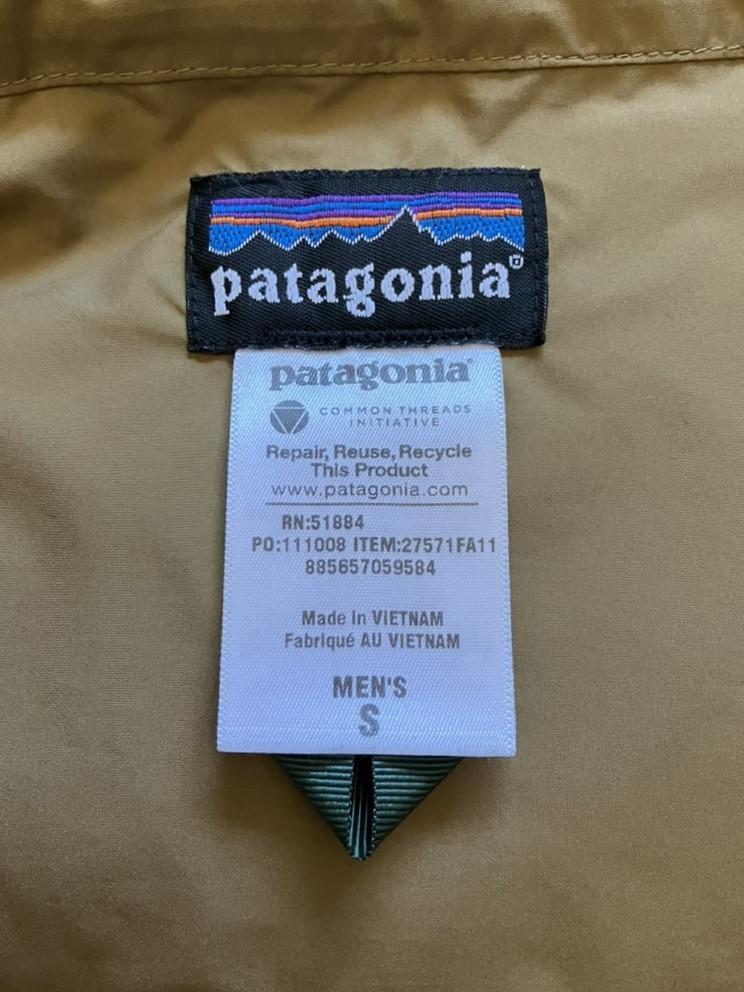 patagonia®
patagonia®
COMMON THREADS
INITIATIVE
Repair, Reuse, Recycle
This Product
www.patagonia.com
RN:51884
PO:111008 ITEM:27571FA11
885657059584
Made in VIETNAM
Fabriqué AU VIETNAM
MEN'S
S